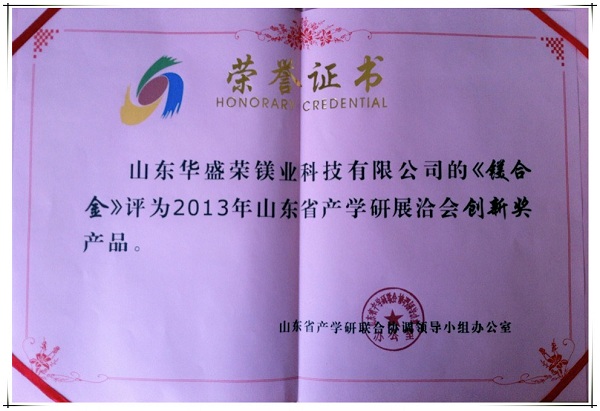 荣誉证书
HONORARY CREDENTIAL
山东华盛荣镁业科技有限公司的《镁合
金》评为2013年山东省产学研展洽会创新奖
产品。
山东省产学研联合协调领导小组办公室